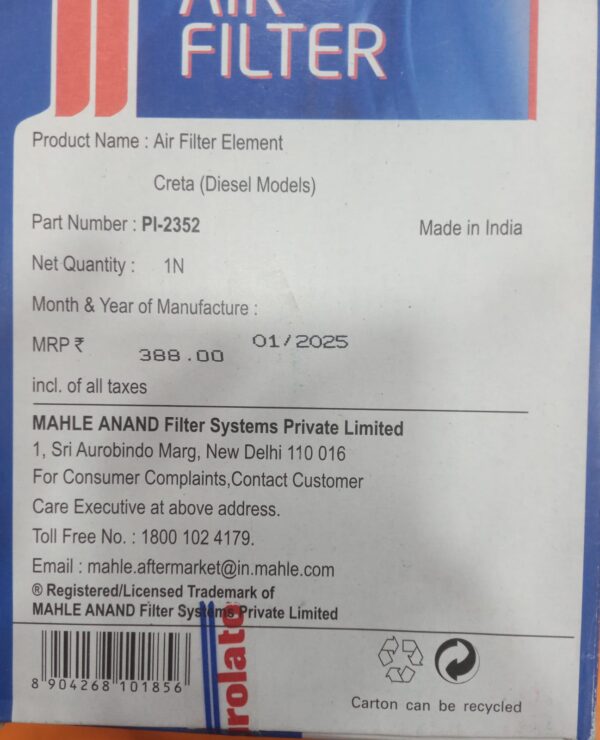 AIR
FILTER
Product Name : Air Filter Element
Creta (Diesel Models)
Part Number : PI-2352
Made in India
Net Quantity : 1N
Month & Year of Manufacture :
01/2025
MRP ₹ 388.00
incl. of all taxes
MAHLE ANAND Filter Systems Private Limited
1, Sri Aurobindo Marg, New Delhi 110 016
For Consumer Complaints,Contact Customer
Care Executive at above address.
Toll Free No. : 1800 102 4179.
Email : mahle.aftermarket@in.mahle.com
® Registered/Licensed Trademark of
MAHLE ANAND Filter Systems Private Limited
8 904268 101856
rolato
Carton can be recycled